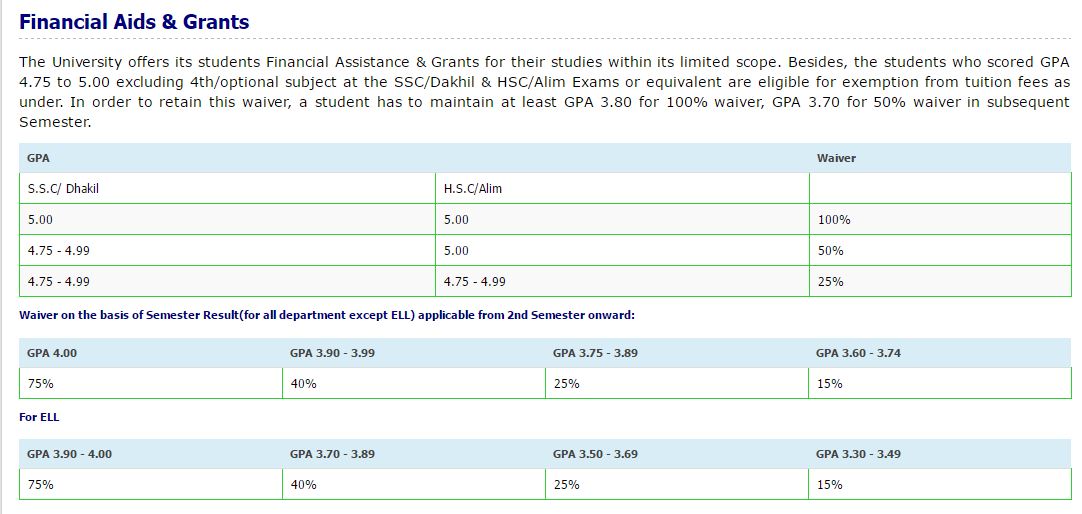 Financial Aids & Grants
The University offers its students Financial Assistance & Grants for their studies within its limited scope. Besides, the students who scored GPA
4.75 to 5.00 excluding 4th/optional subject at the SSC/Dakhil & HSC/Alim Exams or equivalent are eligible for exemption from tuition fees as
under. In order to retain this waiver, a student has to maintain at least GPA 3.80 for 100% waiver, GPA 3.70 for 50% waiver in subsequent
Semester.
GPA Waiver
S.S.C/ Dhakil H.S.C/Alim
5.00 5.00 100%
4.75 - 4.99 5.00 50%
4.75 - 4.99 4.75 - 4.99 25%
Waiver on the basis of Semester Result(for all department except ELL) applicable from 2nd Semester onward:
GPA 4.00 GPA 3.90 - 3.99 GPA 3.75 - 3.89 GPA 3.60 - 3.74
75% 40% 25% 15%
For ELL
GPA 3.90 - 4.00 GPA 3.70 - 3.89 GPA 3.50 - 3.69 GPA 3.30 - 3.49
75% 40% 25% 15%